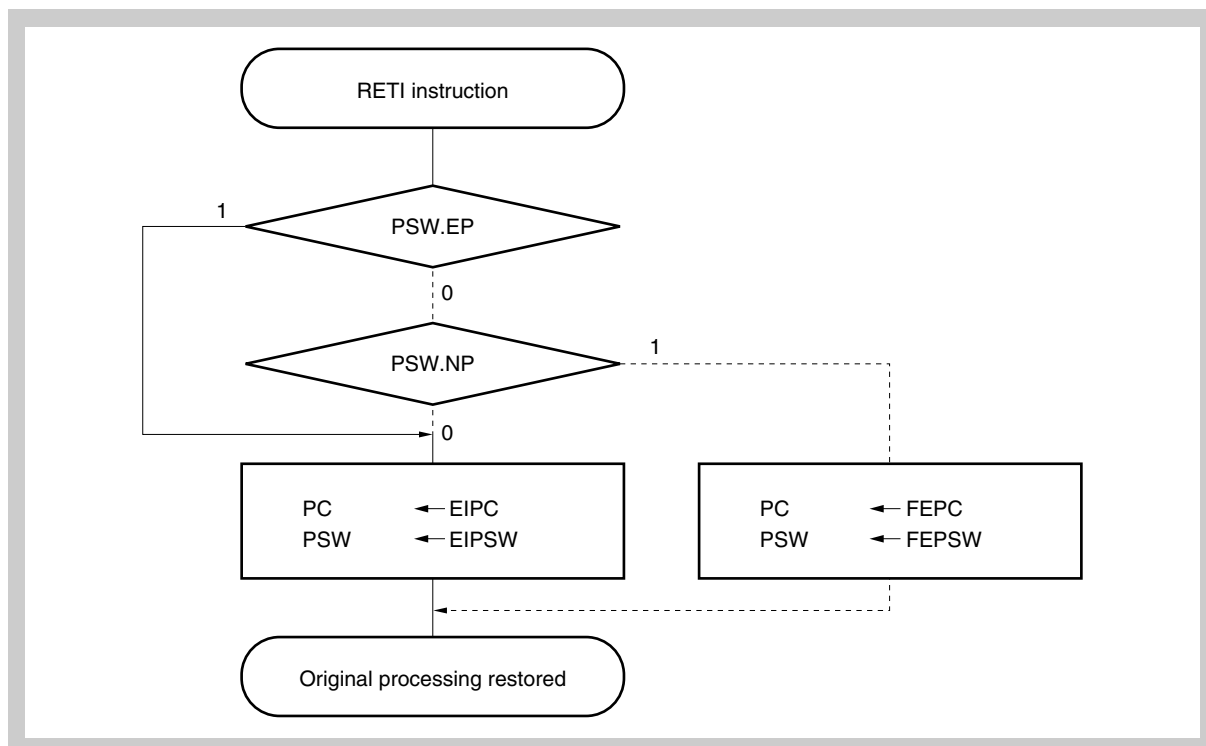 RETI instruction
1
PSW.EP
0
1
PSW.NP
0
PC ← EIPC
PSW ← EIPSW
PC ← FEPC
PSW ← FEPSW
Original processing restored